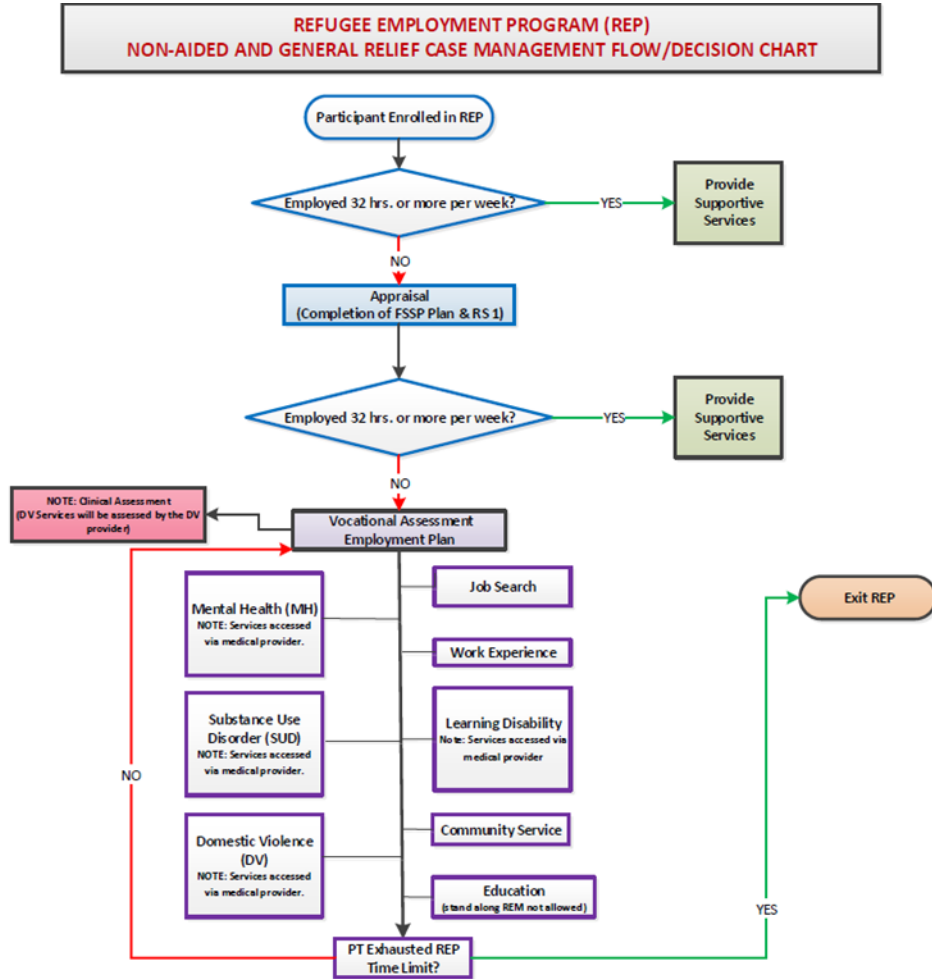 REFUGEE EMPLOYMENT PROGRAM (REP)
NON-AIDED AND GENERAL RELIEF CASE MANAGEMENT FLOW/DECISION CHART
Participant Enrolled in REP
Employed 32 hrs. or more per week?
YES
Provide
Supportive
Services
NO
Appraisal
(Completion of FSSP Plan & RS 1)
Employed 32 hrs. or more per week?
YES
Provide
Supportive
Services
NO
NOTE: Clinical Assessment
(DV Services will be assessed by the DV
provider)
Vocational Assessment
Employment Plan
Job Search
Mental Health (MH)
NOTE: Services accessed
via medical provider.
Exit REP
Work Experience
Substance Use
Disorder (SUD)
NOTE: Services accessed
via medical provider.
Learning Disability
Note: Services accessed via
medical provider
NO
Community Service
Domestic Violence
(DV)
NOTE: Services accessed
via medical provider.
Education
(stand along REM not allowed)
YES
PT Exhausted REP
Time Limit?